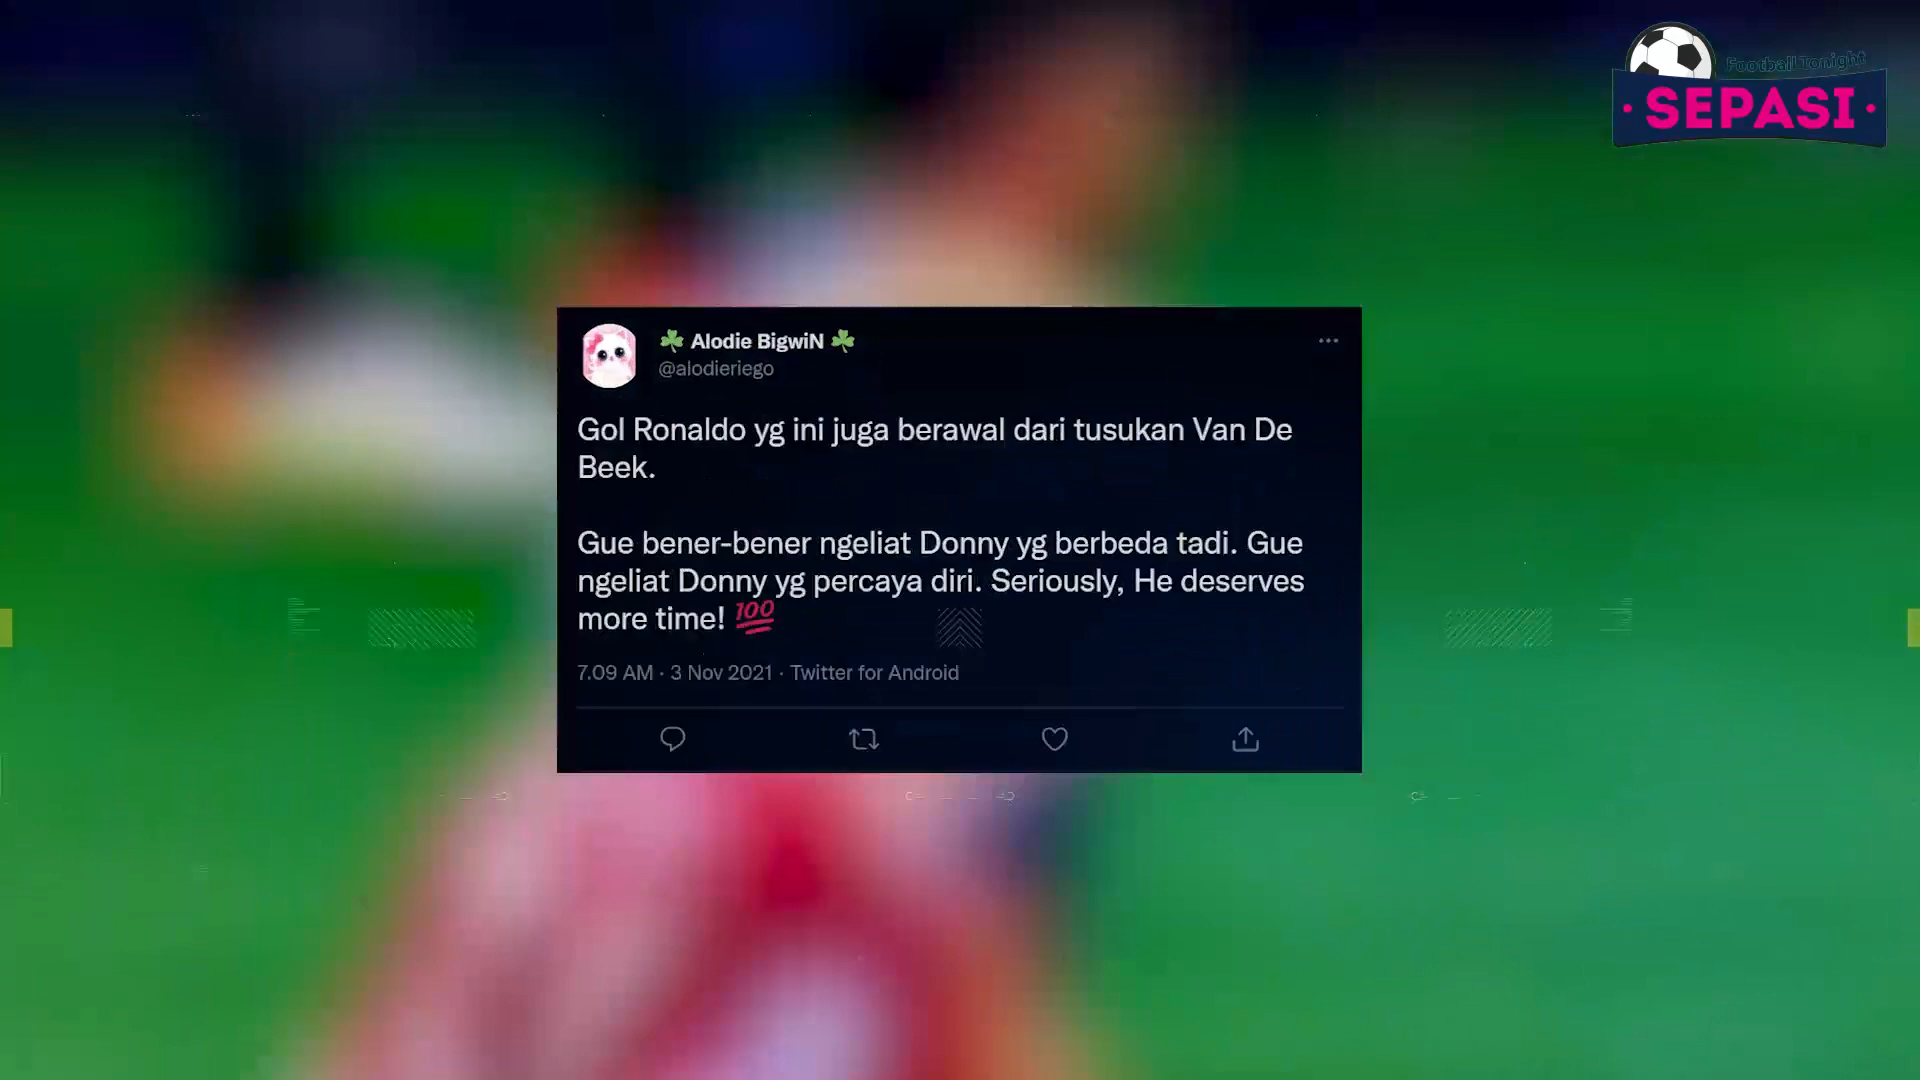 Football Tonight
SEPASI
☘ Alodie BigwiN ☘
@alodieriego
Gol Ronaldo yg ini juga berawal dari tusukan Van De
Beek.
Gue bener-bener ngeliat Donny yg berbeda tadi. Gue
ngeliat Donny yg percaya diri. Seriously, He deserves
more time! 💯
7.09 AM · 3 Nov 2021 · Twitter for Android